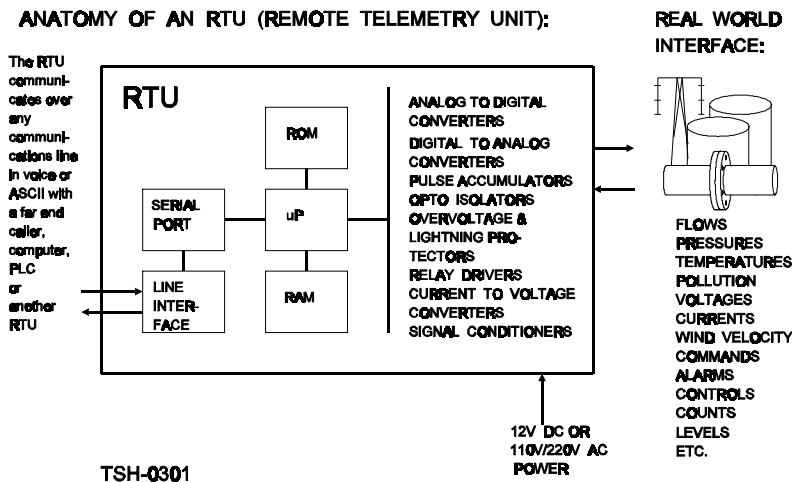 ANATOMY OF AN RTU (REMOTE TELEMETRY UNIT):
REAL WORLD
INTERFACE:
The RTU
communi-
cates over
any
communi-
cations line
in voice or
ASCII with
a far end
caller,
computer,
PLC
or
another
RTU
RTU
ROM
SERIAL
PORT
uP
LINE
INTER-
FACE
RAM
ANALOG TO DIGITAL
CONVERTERS
DIGITAL TO ANALOG
CONVERTERS
PULSE ACCUMULATORS
OPTO ISOLATORS
OVERVOLTAGE &
LIGHTNING PRO-
TECTORS
RELAY DRIVERS
CURRENT TO VOLTAGE
CONVERTERS
SIGNAL CONDITIONERS
FLOWS
PRESSURES
TEMPERATURES
POLLUTION
VOLTAGES
CURRENTS
WIND VELOCITY
COMMANDS
ALARMS
CONTROLS
COUNTS
LEVELS
ETC.
12V DC OR
110V/220V AC
POWER
TSH-0301